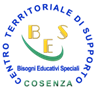 CENTRO TERRITORIALE DI SUPPORTO
BES
Bisogni Educativi Speciali
COSENZA